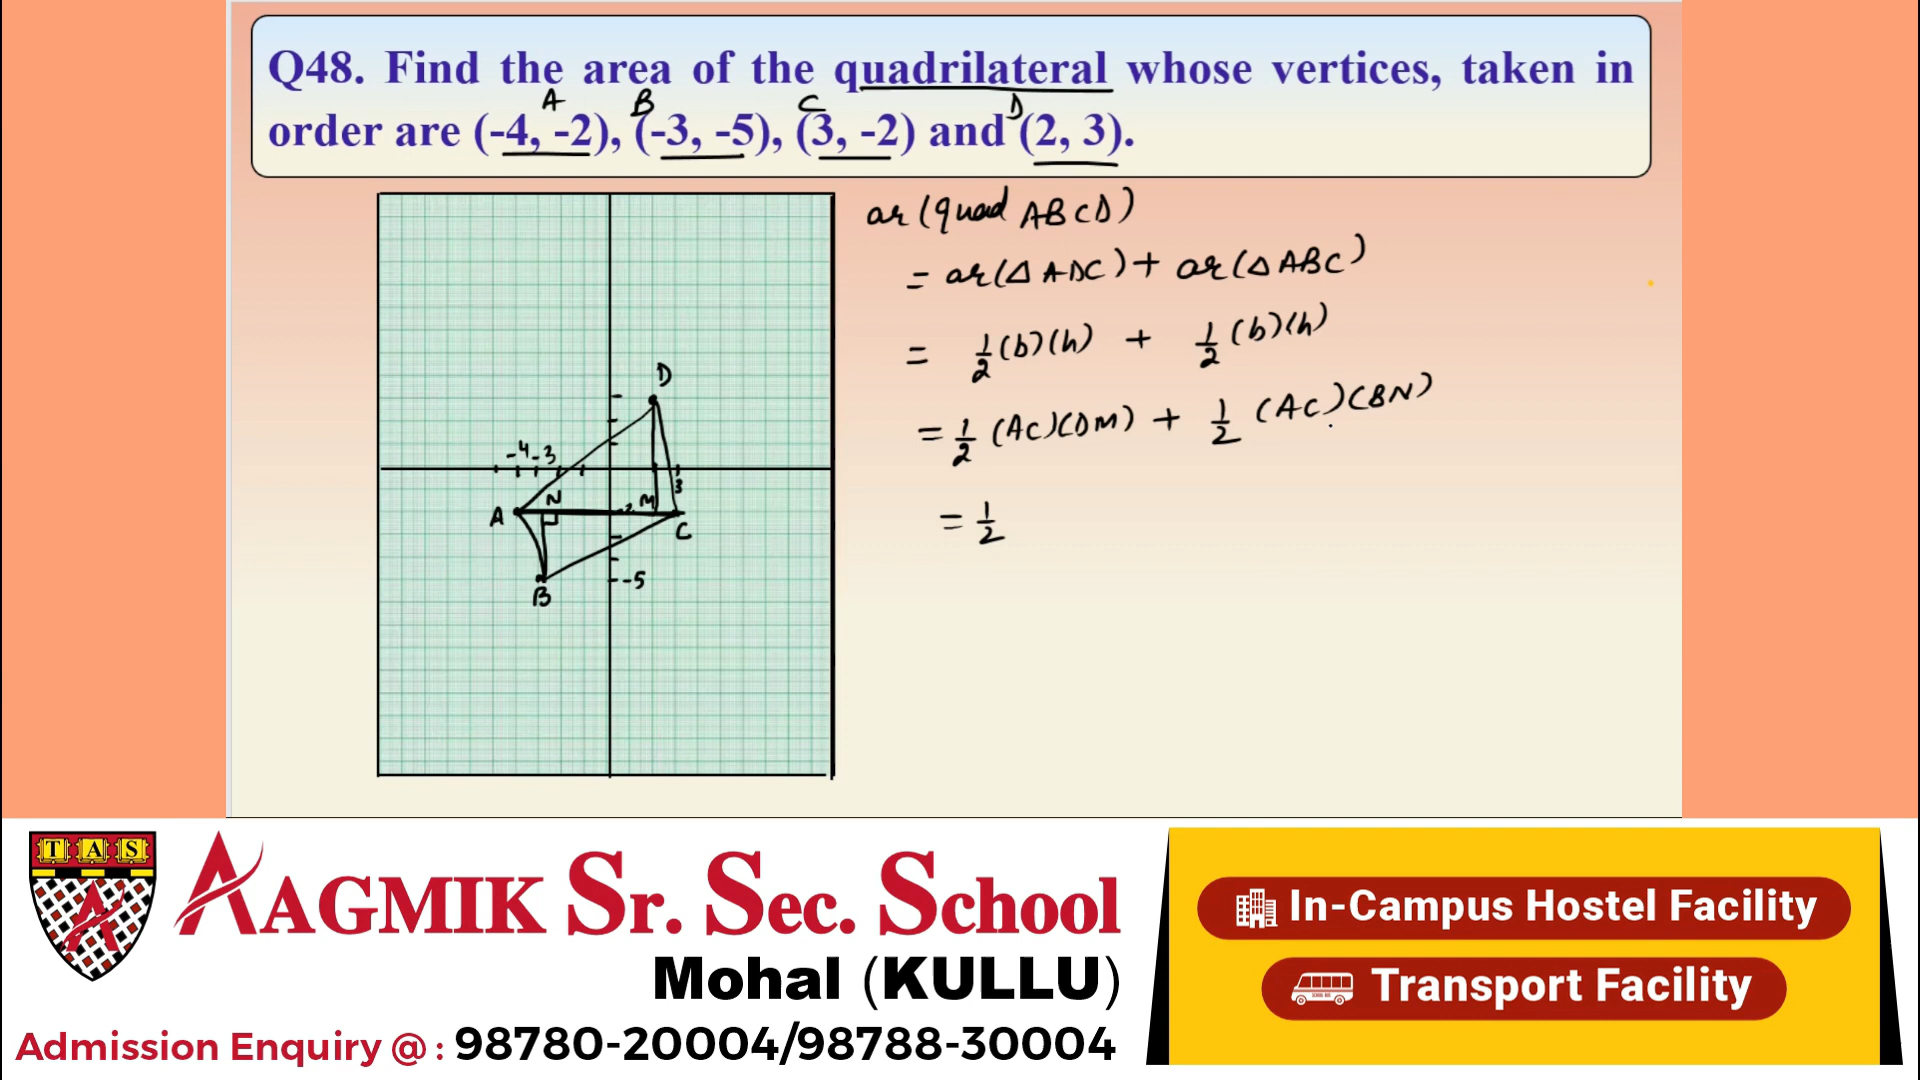 Q48. Find the area of the quadrilateral whose vertices, taken in
A B C D
order are (-4, -2), (-3, -5), (3, -2) and (2, 3).
ar (quad ABCD)
= ar(△ ADC) + ar(△ ABC)
= 1/2 (b)(h) + 1/2 (b)(h)
= 1/2 (AC)(DM) + 1/2 (AC)(BN)
= 1/2
D
-4 -3
3
A N -2 M C
B -5
TAS
AAGMIK Sr. Sec. School
Mohal (KULLU)
Admission Enquiry @ : 98780-20004/98788-30004
In-Campus Hostel Facility
Transport Facility